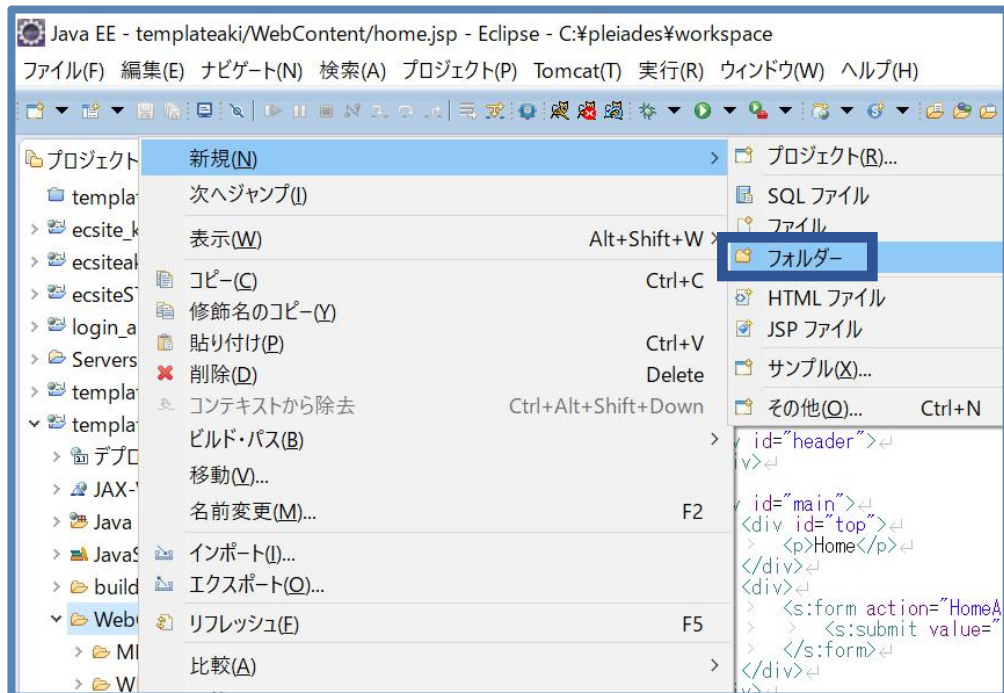 Java EE - templateaki/WebContent/home.jsp - Eclipse - C:¥pleiades¥workspace
ファイル(F) 編集(E) ナビゲート(N) 検索(A) プロジェクト(P) Tomcat(T) 実行(R) ウィンドウ(W) ヘルプ(H)
プロジェクト
templa
ecsite_k
ecsiteak
ecsiteST
login_a
Servers
templa
templa
デプロ
JAX-
Java
JavaS
build
Web
新規(N)
次へジャンプ(I)
表示(W) Alt+Shift+W
コピー(C) Ctrl+C
修飾名のコピー(Y)
貼り付け(P) Ctrl+V
削除(D) Delete
コンテキストから除去 Ctrl+Alt+Shift+Down
ビルド・パス(B)
移動(V)...
名前変更(M)... F2
インポート(I)...
エクスポート(O)...
リフレッシュ(F) F5
比較(A)
プロジェクト(R)...
SQL ファイル
ファイル
フォルダー
HTML ファイル
JSP ファイル
サンプル(X)...
その他(O)... Ctrl+N
id="header">
iv>
id="main">
<div id="top">
<p>Home</p>
</div>
<div>
<s:form action="HomeA
<s:submit value="
</s:form>
</div>